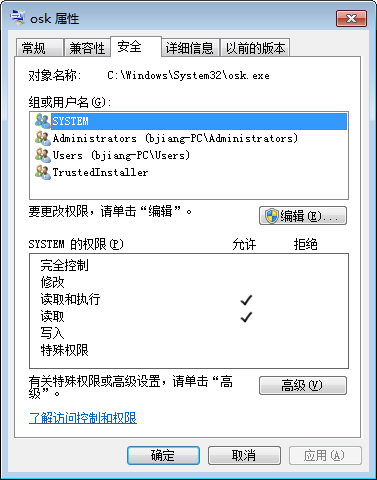 osk 属性
常规 兼容性 安全 详细信息 以前的版本
对象名称: C:\Windows\System32\osk.exe
组或用户名(G):
SYSTEM
Administrators (bjiang-PC\Administrators)
Users (bjiang-PC\Users)
TrustedInstaller
要更改权限，请单击“编辑”。 编辑(E)...
SYSTEM 的权限(P) 允许 拒绝
完全控制
修改
读取和执行
读取
写入
特殊权限
有关特殊权限或高级设置，请单击“高
级”。 高级(V)
了解访问控制和权限
确定 取消 应用(A)